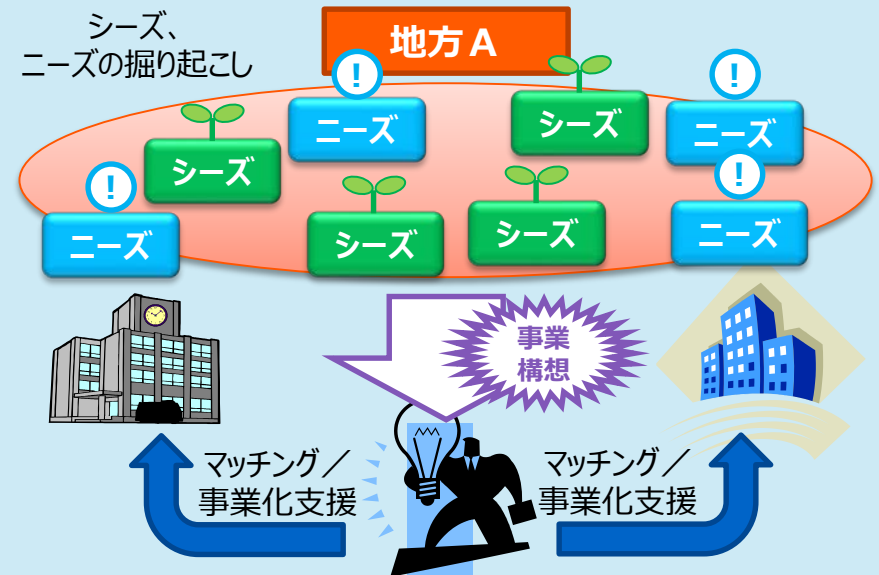 シーズ、
ニーズの掘り起こし
地方A
!
!
ニーズ
シーズ
ニーズ
シーズ
!
!
ニーズ
シーズ
シーズ
ニーズ
事業
構想
マッチング／
事業化支援
マッチング／
事業化支援